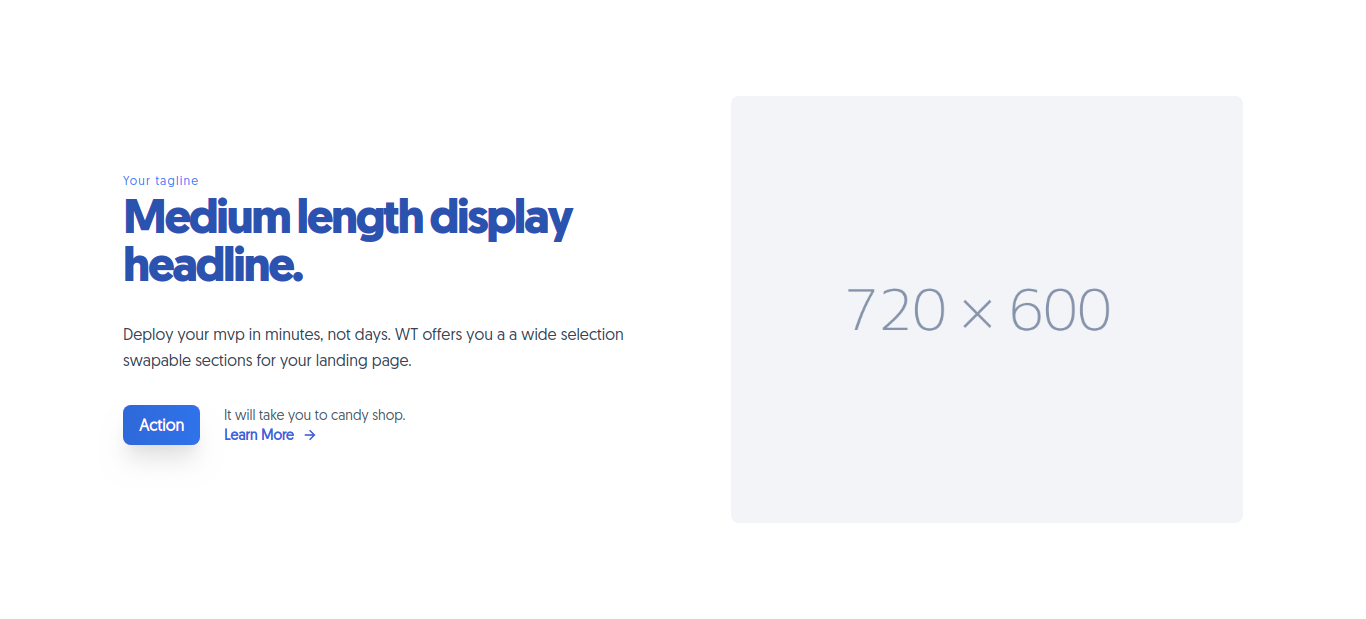 Your tagline
Medium length display
headline.
Deploy your mvp in minutes, not days. WT offers you a a wide selection
swapable sections for your landing page.
Action
It will take you to candy shop.
Learn More →
720 × 600